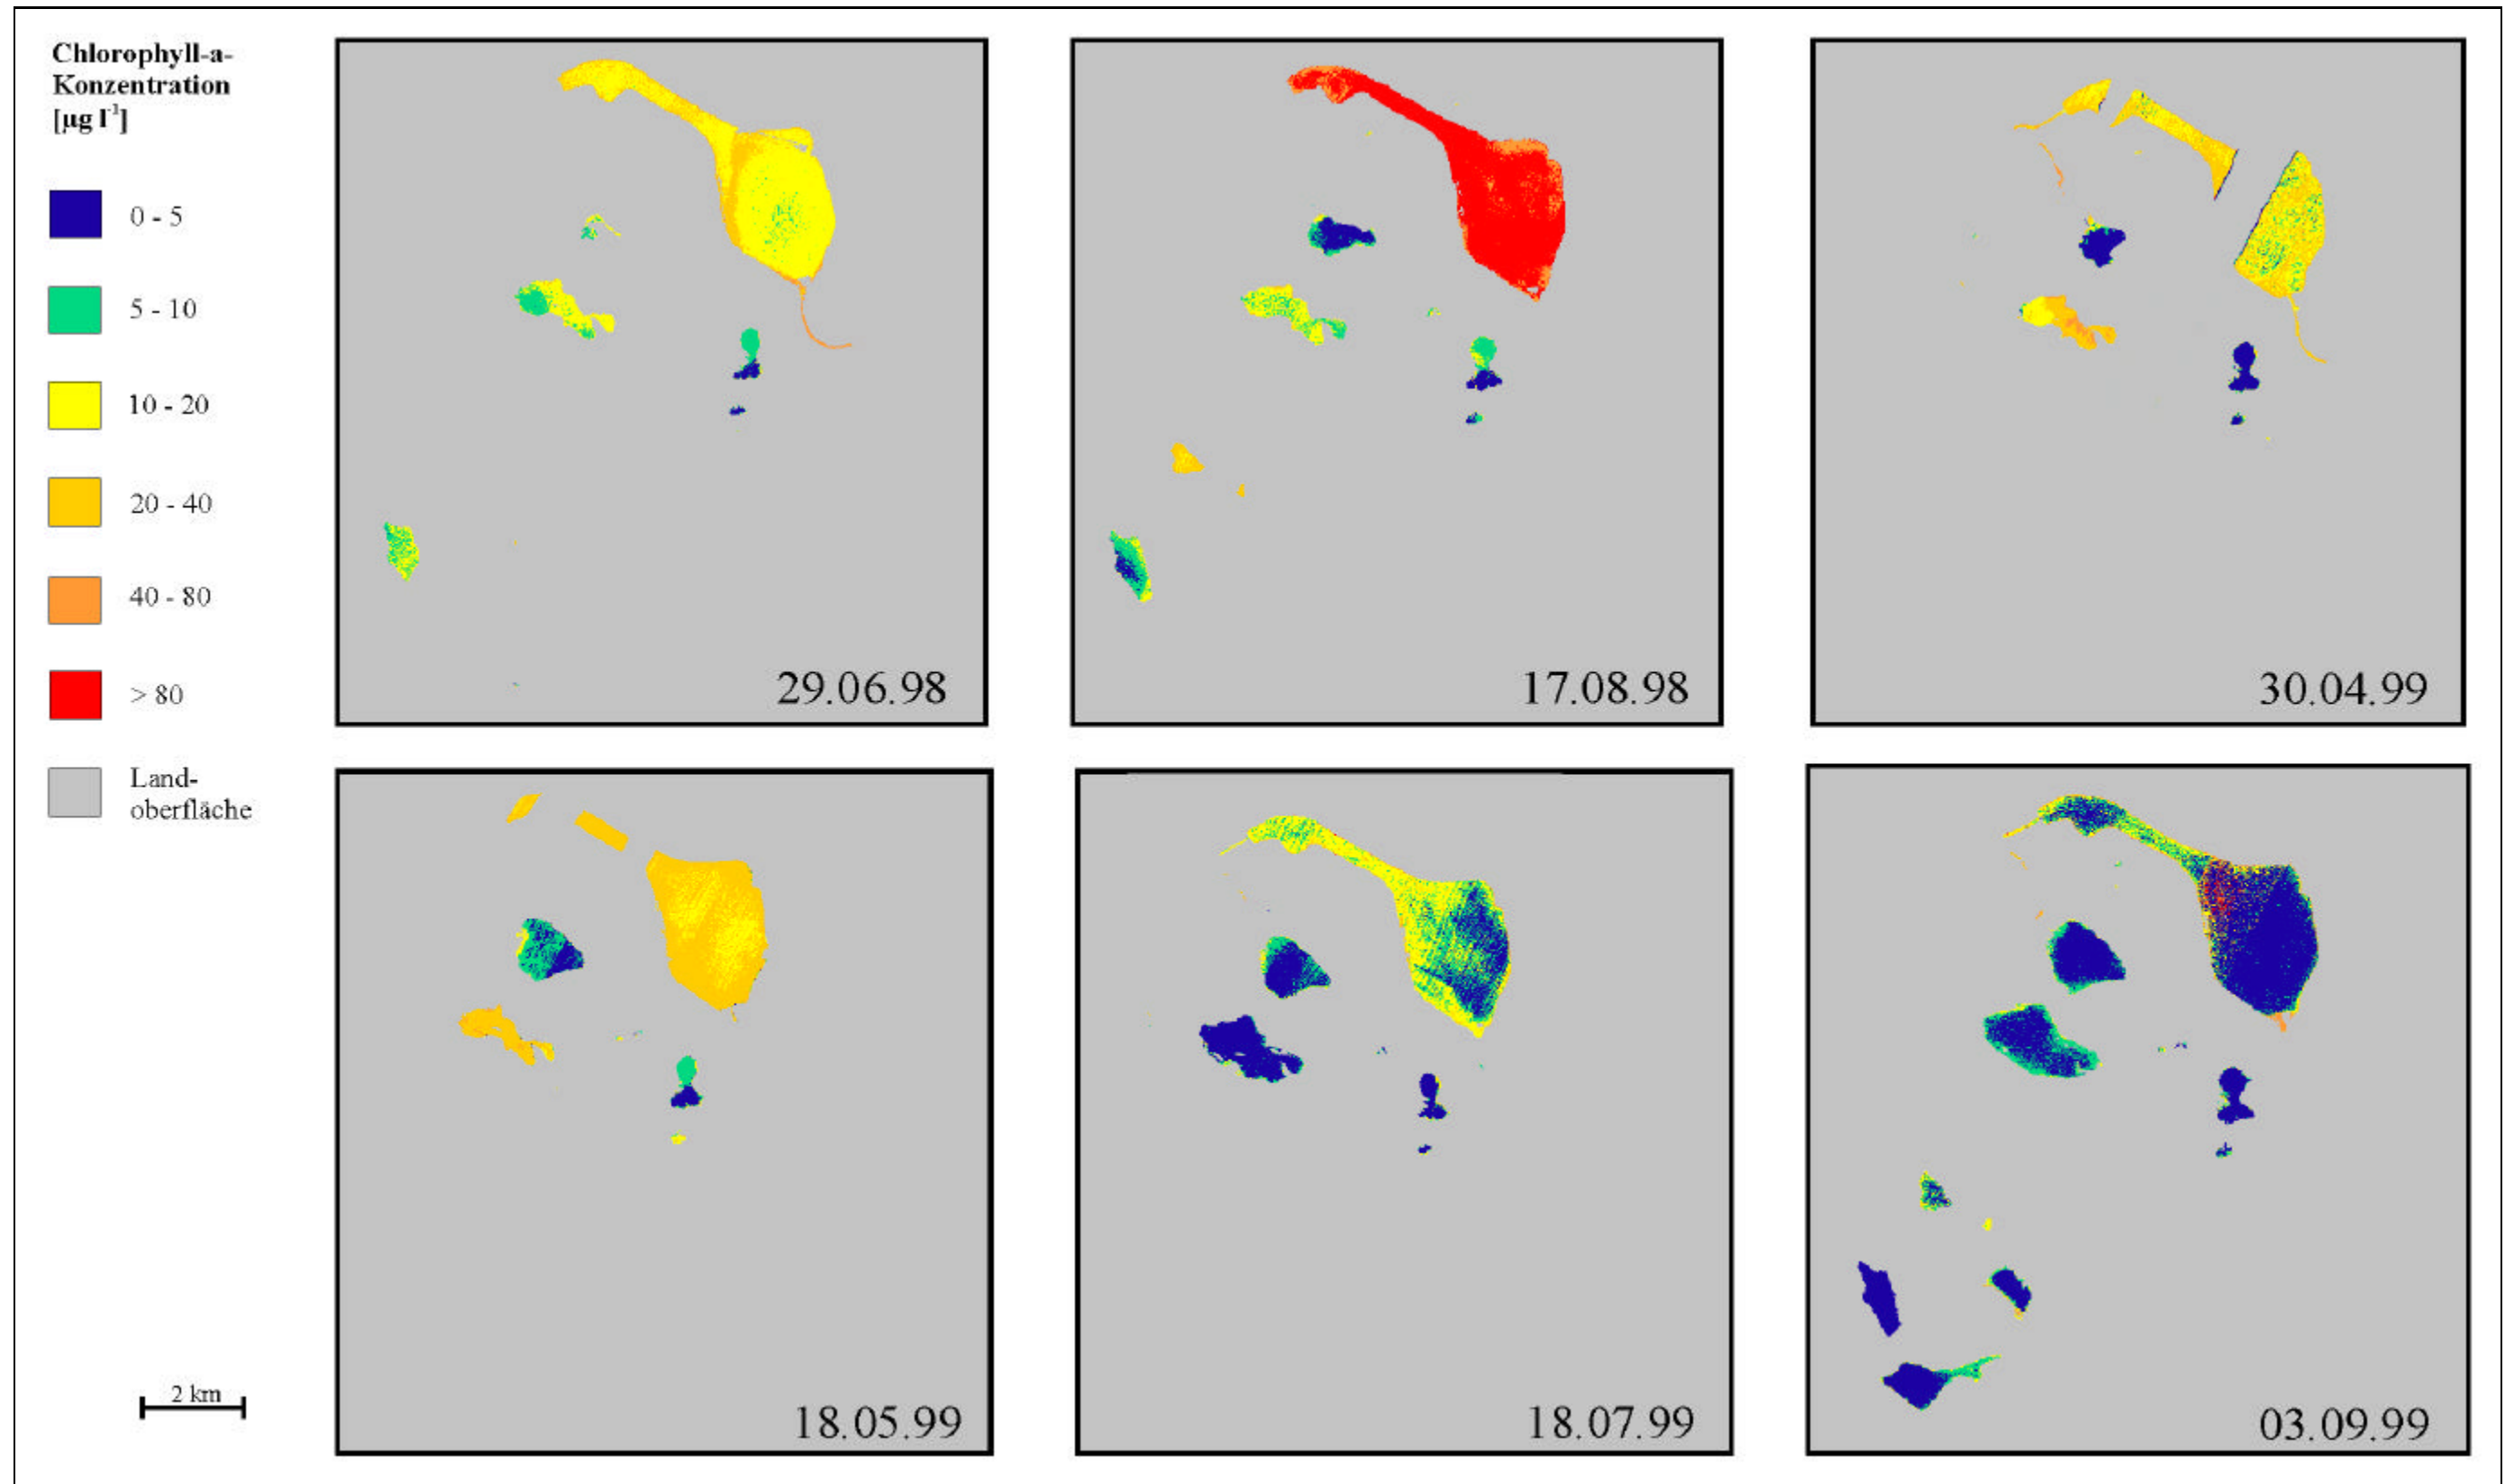 Chlorophyll-a-
Konzentration
[µg l⁻¹]
0 - 5
5 - 10
10 - 20
20 - 40
40 - 80
> 80
Land-
oberfläche
2 km
29.06.98
17.08.98
30.04.99
18.05.99
18.07.99
03.09.99